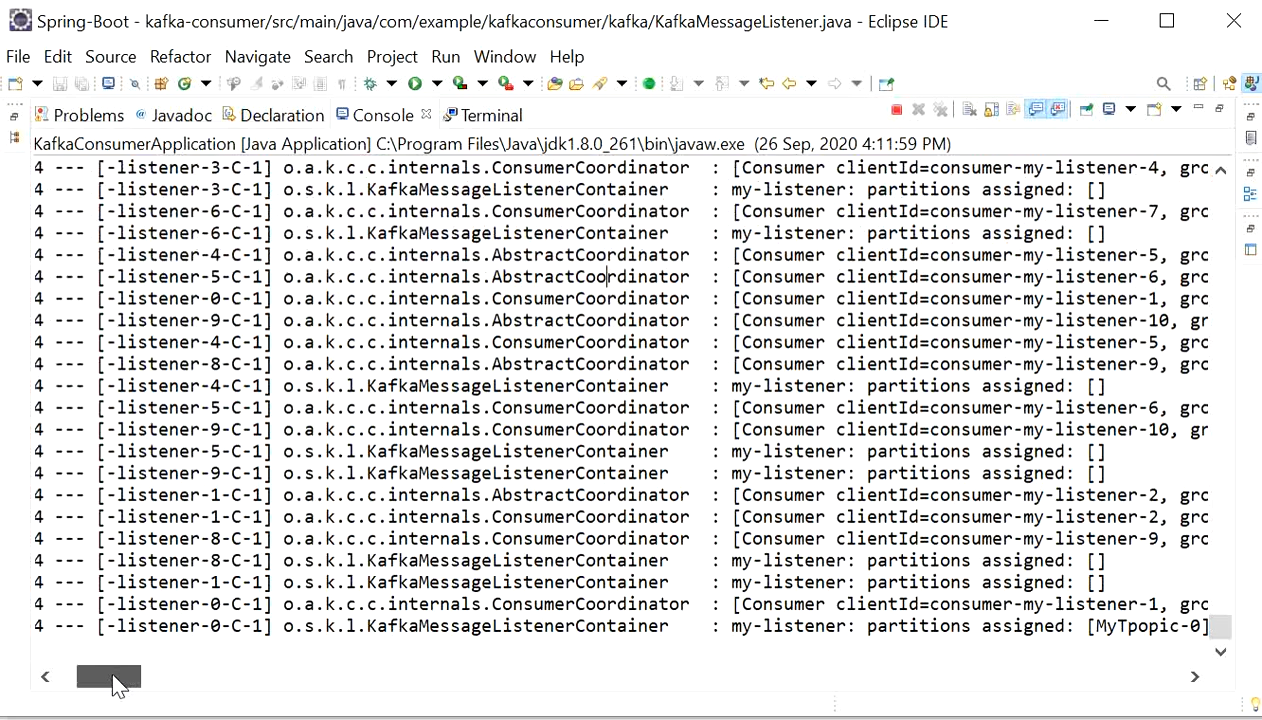 Spring-Boot - kafka-consumer/src/main/java/com/example/kafkaconsumer/kafka/KafkaMessageListener.java - Eclipse IDE
File Edit Source Refactor Navigate Search Project Run Window Help
Problems @ Javadoc Declaration Console Terminal
KafkaConsumerApplication [Java Application] C:\Program Files\Java\jdk1.8.0_261\bin\javaw.exe (26 Sep, 2020 4:11:59 PM)
4 --- [-listener-3-C-1] o.a.k.c.c.internals.ConsumerCoordinator : [Consumer clientId=consumer-my-listener-4, grc
4 --- [-listener-3-C-1] o.s.k.l.KafkaMessageListenerContainer : my-listener: partitions assigned: []
4 --- [-listener-6-C-1] o.a.k.c.c.internals.ConsumerCoordinator : [Consumer clientId=consumer-my-listener-7, grc
4 --- [-listener-6-C-1] o.s.k.l.KafkaMessageListenerContainer : my-listener: partitions assigned: []
4 --- [-listener-4-C-1] o.a.k.c.c.internals.AbstractCoordinator : [Consumer clientId=consumer-my-listener-5, grc
4 --- [-listener-5-C-1] o.a.k.c.c.internals.AbstractCoordinator : [Consumer clientId=consumer-my-listener-6, grc
4 --- [-listener-0-C-1] o.a.k.c.c.internals.ConsumerCoordinator : [Consumer clientId=consumer-my-listener-1, grc
4 --- [-listener-9-C-1] o.a.k.c.c.internals.AbstractCoordinator : [Consumer clientId=consumer-my-listener-10, gr
4 --- [-listener-4-C-1] o.a.k.c.c.internals.ConsumerCoordinator : [Consumer clientId=consumer-my-listener-5, grc
4 --- [-listener-8-C-1] o.a.k.c.c.internals.AbstractCoordinator : [Consumer clientId=consumer-my-listener-9, grc
4 --- [-listener-4-C-1] o.s.k.l.KafkaMessageListenerContainer : my-listener: partitions assigned: []
4 --- [-listener-5-C-1] o.a.k.c.c.internals.ConsumerCoordinator : [Consumer clientId=consumer-my-listener-6, grc
4 --- [-listener-9-C-1] o.a.k.c.c.internals.ConsumerCoordinator : [Consumer clientId=consumer-my-listener-10, gr
4 --- [-listener-5-C-1] o.s.k.l.KafkaMessageListenerContainer : my-listener: partitions assigned: []
4 --- [-listener-9-C-1] o.s.k.l.KafkaMessageListenerContainer : my-listener: partitions assigned: []
4 --- [-listener-1-C-1] o.a.k.c.c.internals.AbstractCoordinator : [Consumer clientId=consumer-my-listener-2, grc
4 --- [-listener-1-C-1] o.a.k.c.c.internals.ConsumerCoordinator : [Consumer clientId=consumer-my-listener-2, grc
4 --- [-listener-8-C-1] o.a.k.c.c.internals.ConsumerCoordinator : [Consumer clientId=consumer-my-listener-9, grc
4 --- [-listener-8-C-1] o.s.k.l.KafkaMessageListenerContainer : my-listener: partitions assigned: []
4 --- [-listener-1-C-1] o.s.k.l.KafkaMessageListenerContainer : my-listener: partitions assigned: []
4 --- [-listener-0-C-1] o.a.k.c.c.internals.ConsumerCoordinator : [Consumer clientId=consumer-my-listener-1, grc
4 --- [-listener-0-C-1] o.s.k.l.KafkaMessageListenerContainer : my-listener: partitions assigned: [MyTpopic-0]